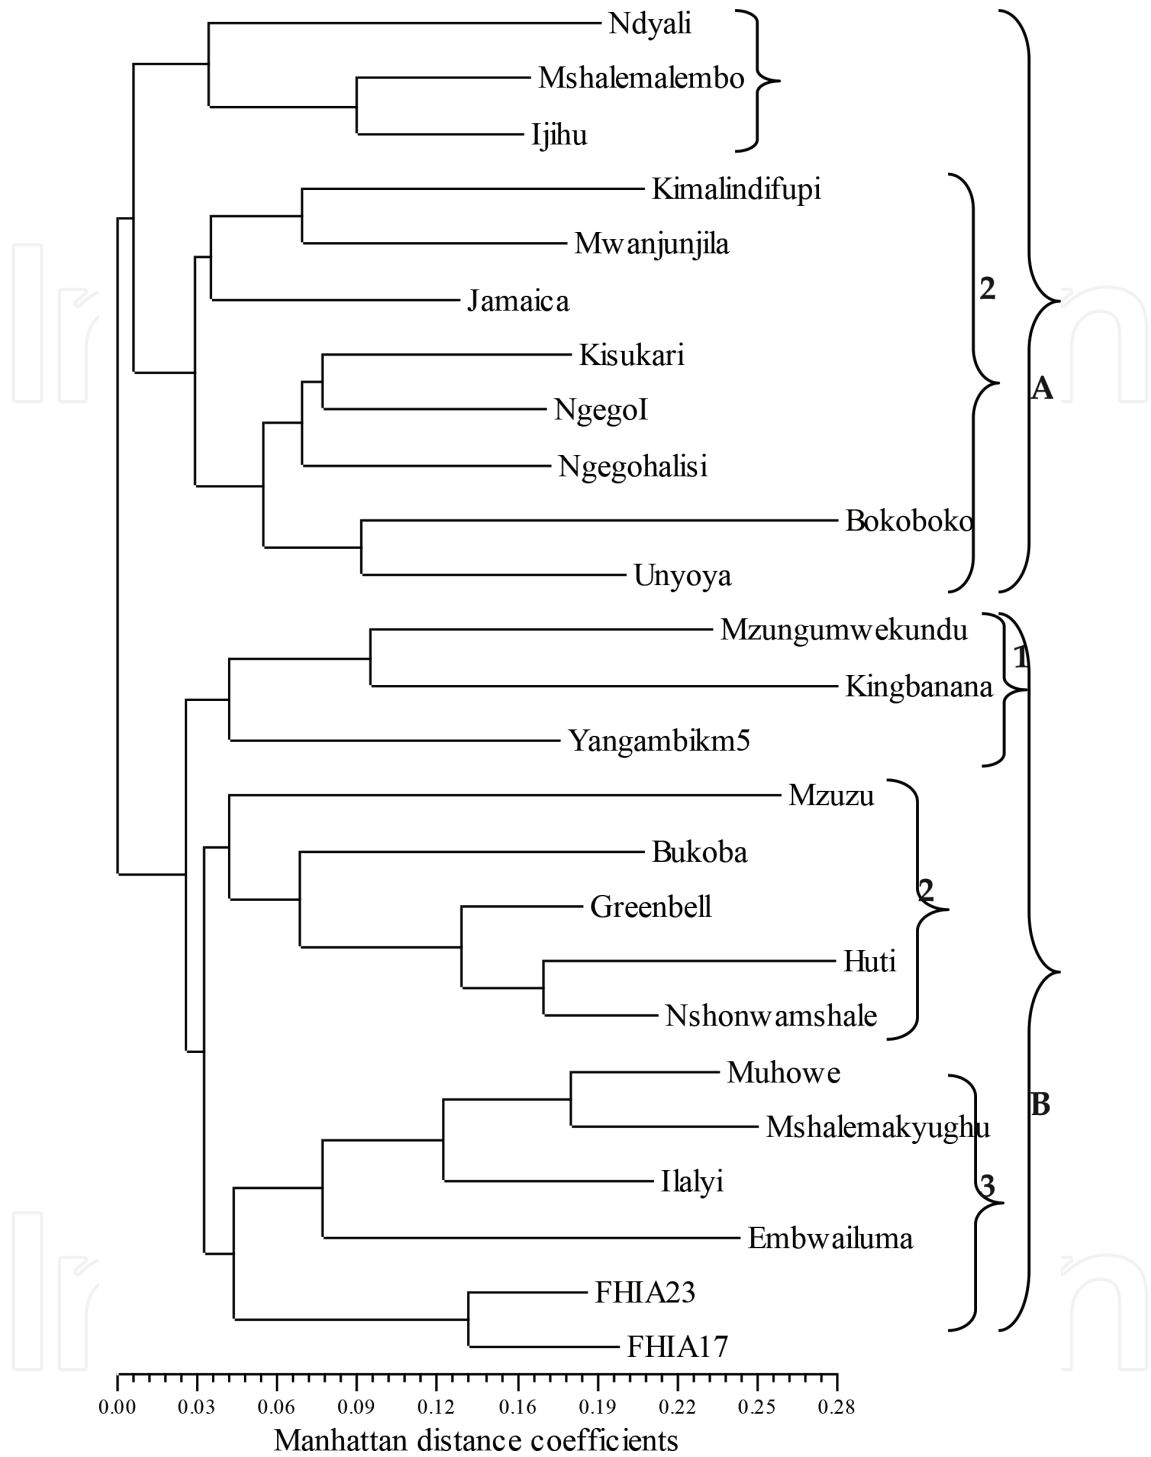 Ndyali
Mshalemalembo
Ijihu
Kimalindifupi
Mwanjunjila
2
Jamaica
Kisukari
A
NgegoI
Ngegohalisi
Bokoboko
Unyoya
Mzungumwekundu
1
Kingbanana
Yangambikm5
Mzuzu
Bukoba
2
Greenbell
Huti
Nshonwamshale
Muhowe
B
Mshalemakyughu
Ilalyi
3
Embwailuma
FHIA23
FHIA17
0.00 0.03 0.06 0.09 0.12 0.16 0.19 0.22 0.25 0.28
Manhattan distance coefficients